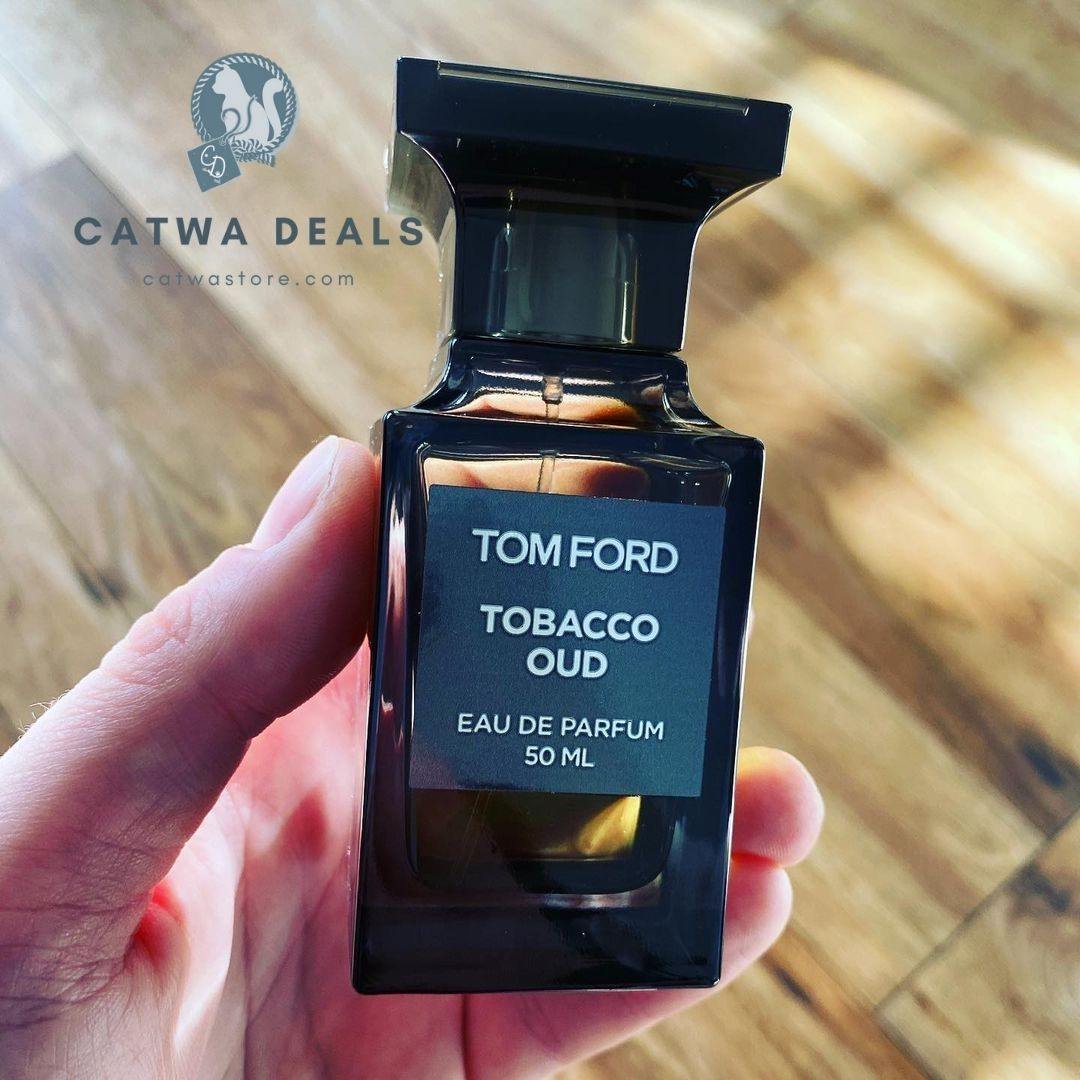 CATWA DEALS
catwastore.com
TOM FORD
TOBACCO
OUD
EAU DE PARFUM
50 ML